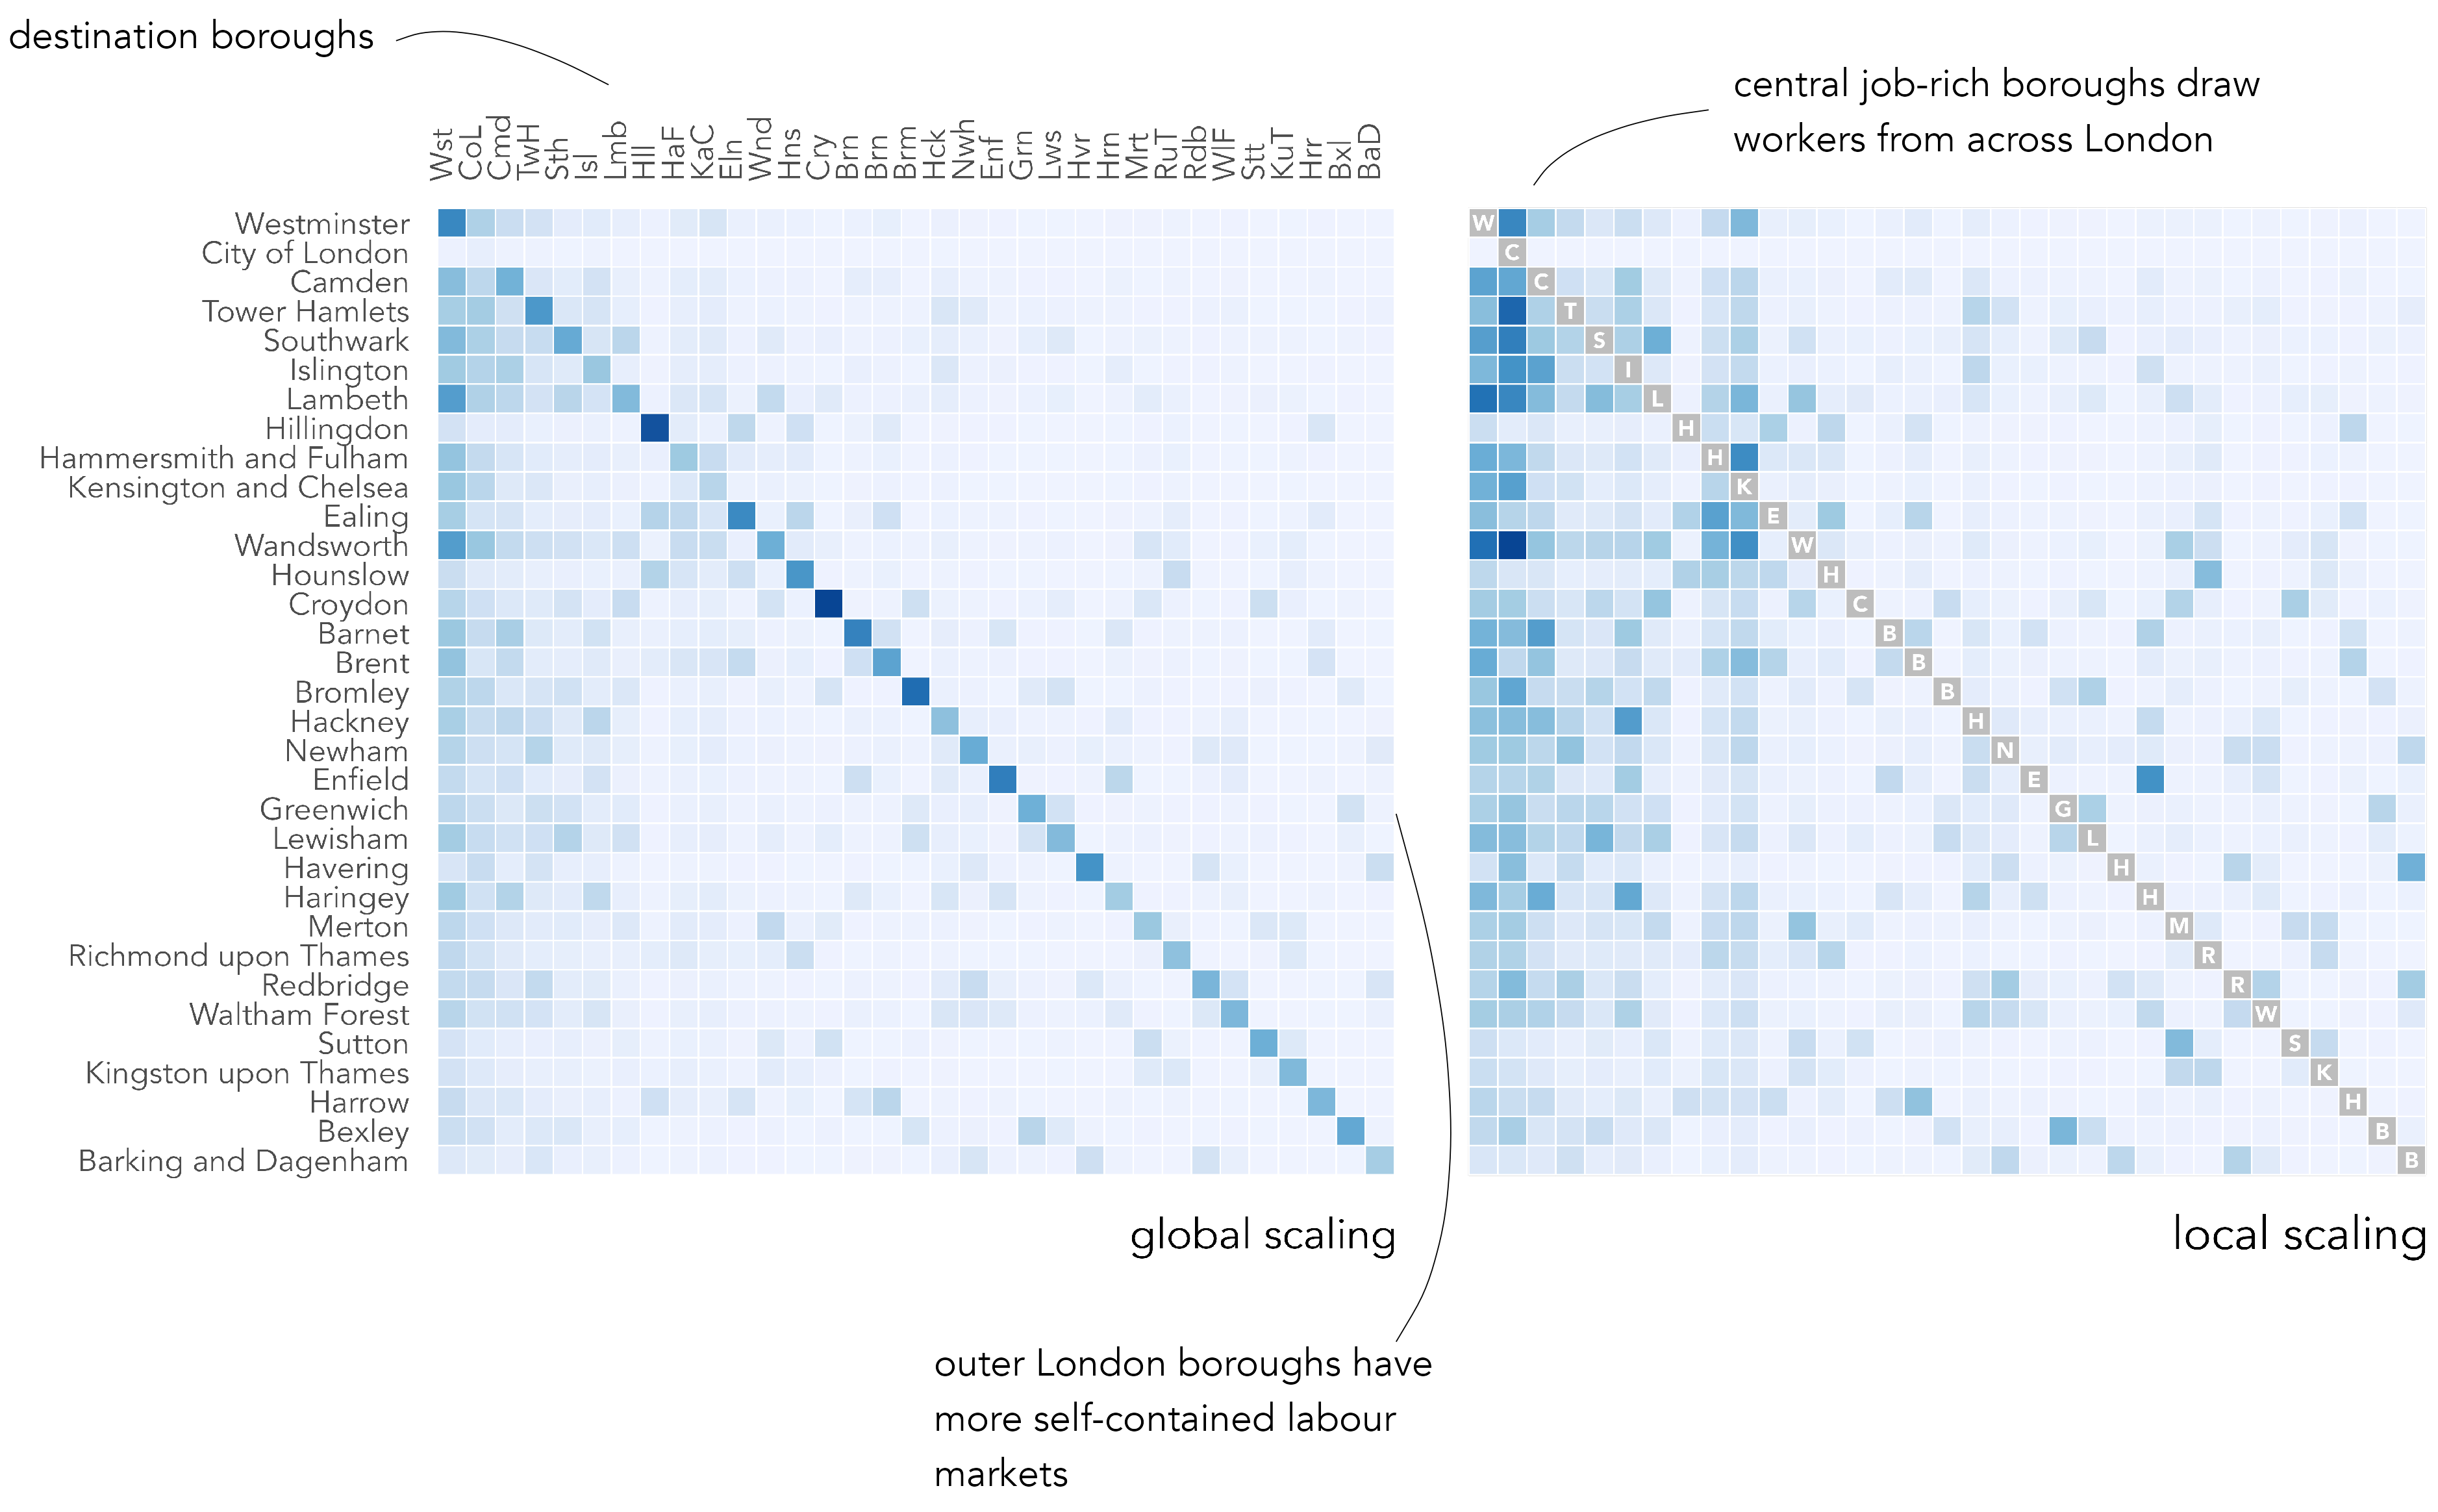 destination boroughs
central job-rich boroughs draw
workers from across London
Wst CoL Cmd TwH Sth Isl Lmb Hll HaF KaC Eln Wnd Hns Cry Brn Brn Brm Hck Nwh Enf Grn Lws Hvr Hrn Mrt RuT Rdb WlF Stt KuT Hrr Bxl BaD
Westminster W
City of London C
Camden C
Tower Hamlets T
Southwark S
Islington I
Lambeth L
Hillingdon H
Hammersmith and Fulham H
Kensington and Chelsea K
Ealing E
Wandsworth W
Hounslow H
Croydon C
Barnet B
Brent B
Bromley B
Hackney H
Newham N
Enfield E
Greenwich G
Lewisham L
Havering H
Haringey H
Merton M
Richmond upon Thames R
Redbridge R
Waltham Forest W
Sutton S
Kingston upon Thames K
Harrow H
Bexley B
Barking and Dagenham B
global scaling
local scaling
outer London boroughs have
more self-contained labour
markets